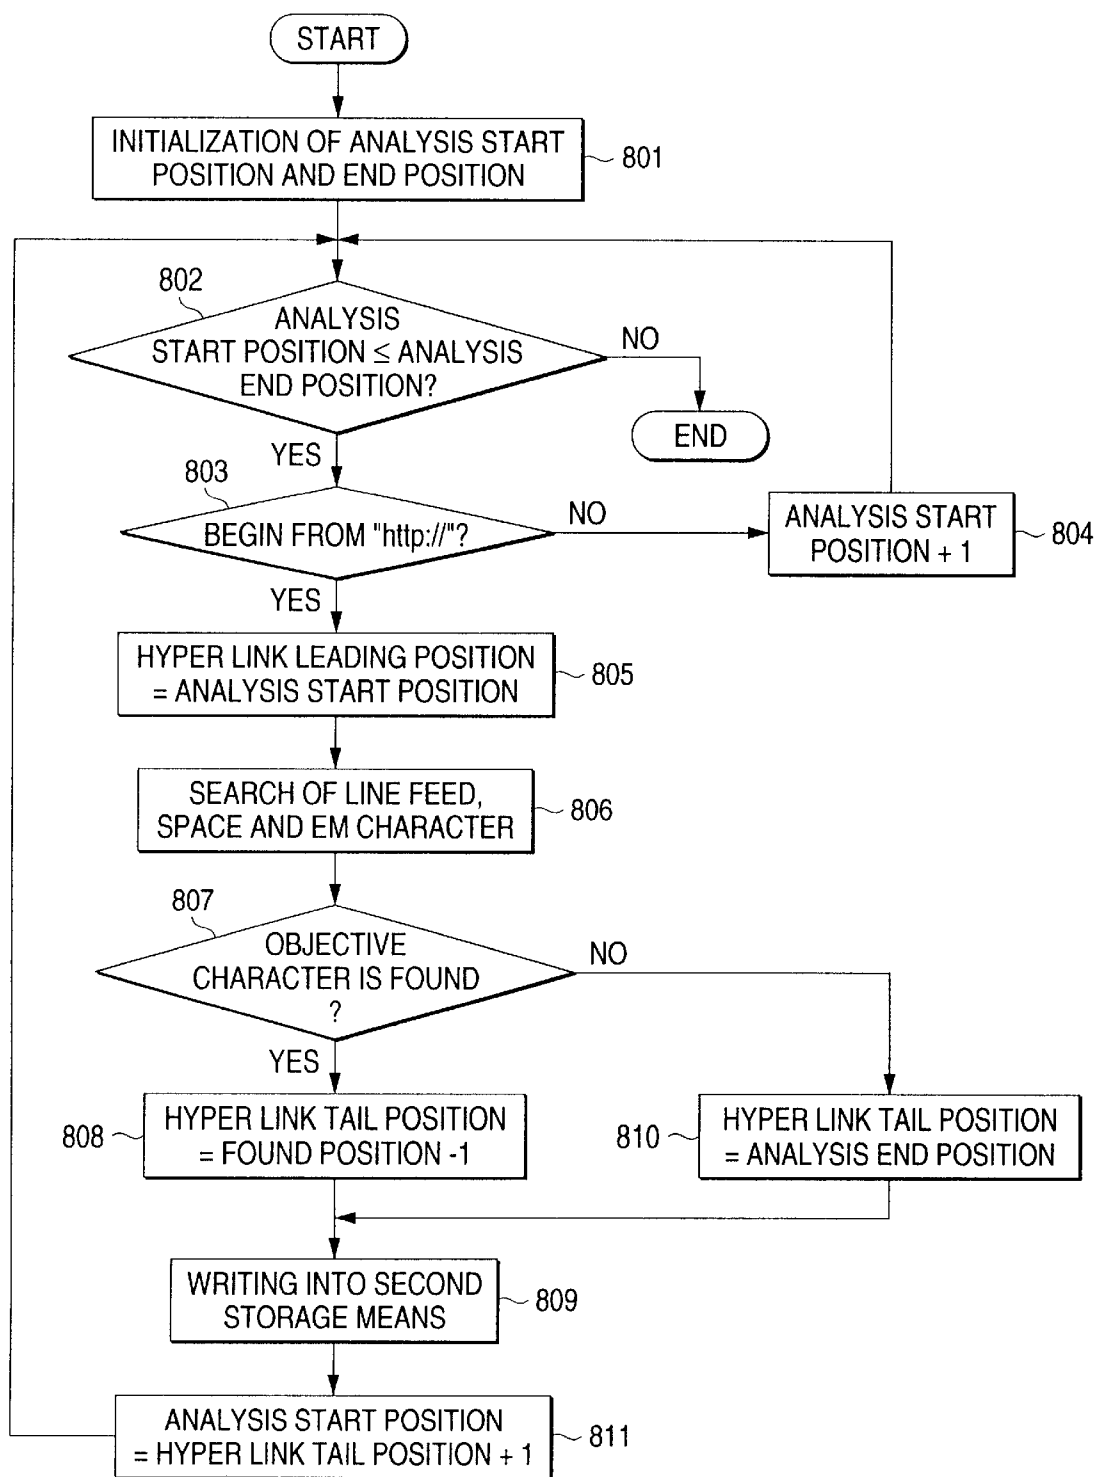 START
INITIALIZATION OF ANALYSIS START
POSITION AND END POSITION
801
802
ANALYSIS
START POSITION ≤ ANALYSIS
END POSITION?
NO
END
YES
803
BEGIN FROM "http://"?
NO
ANALYSIS START
POSITION + 1
804
YES
HYPER LINK LEADING POSITION
= ANALYSIS START POSITION
805
SEARCH OF LINE FEED,
SPACE AND EM CHARACTER
806
807
OBJECTIVE
CHARACTER IS FOUND
?
NO
YES
808
HYPER LINK TAIL POSITION
= FOUND POSITION -1
810
HYPER LINK TAIL POSITION
= ANALYSIS END POSITION
WRITING INTO SECOND
STORAGE MEANS
809
ANALYSIS START POSITION
= HYPER LINK TAIL POSITION + 1
811